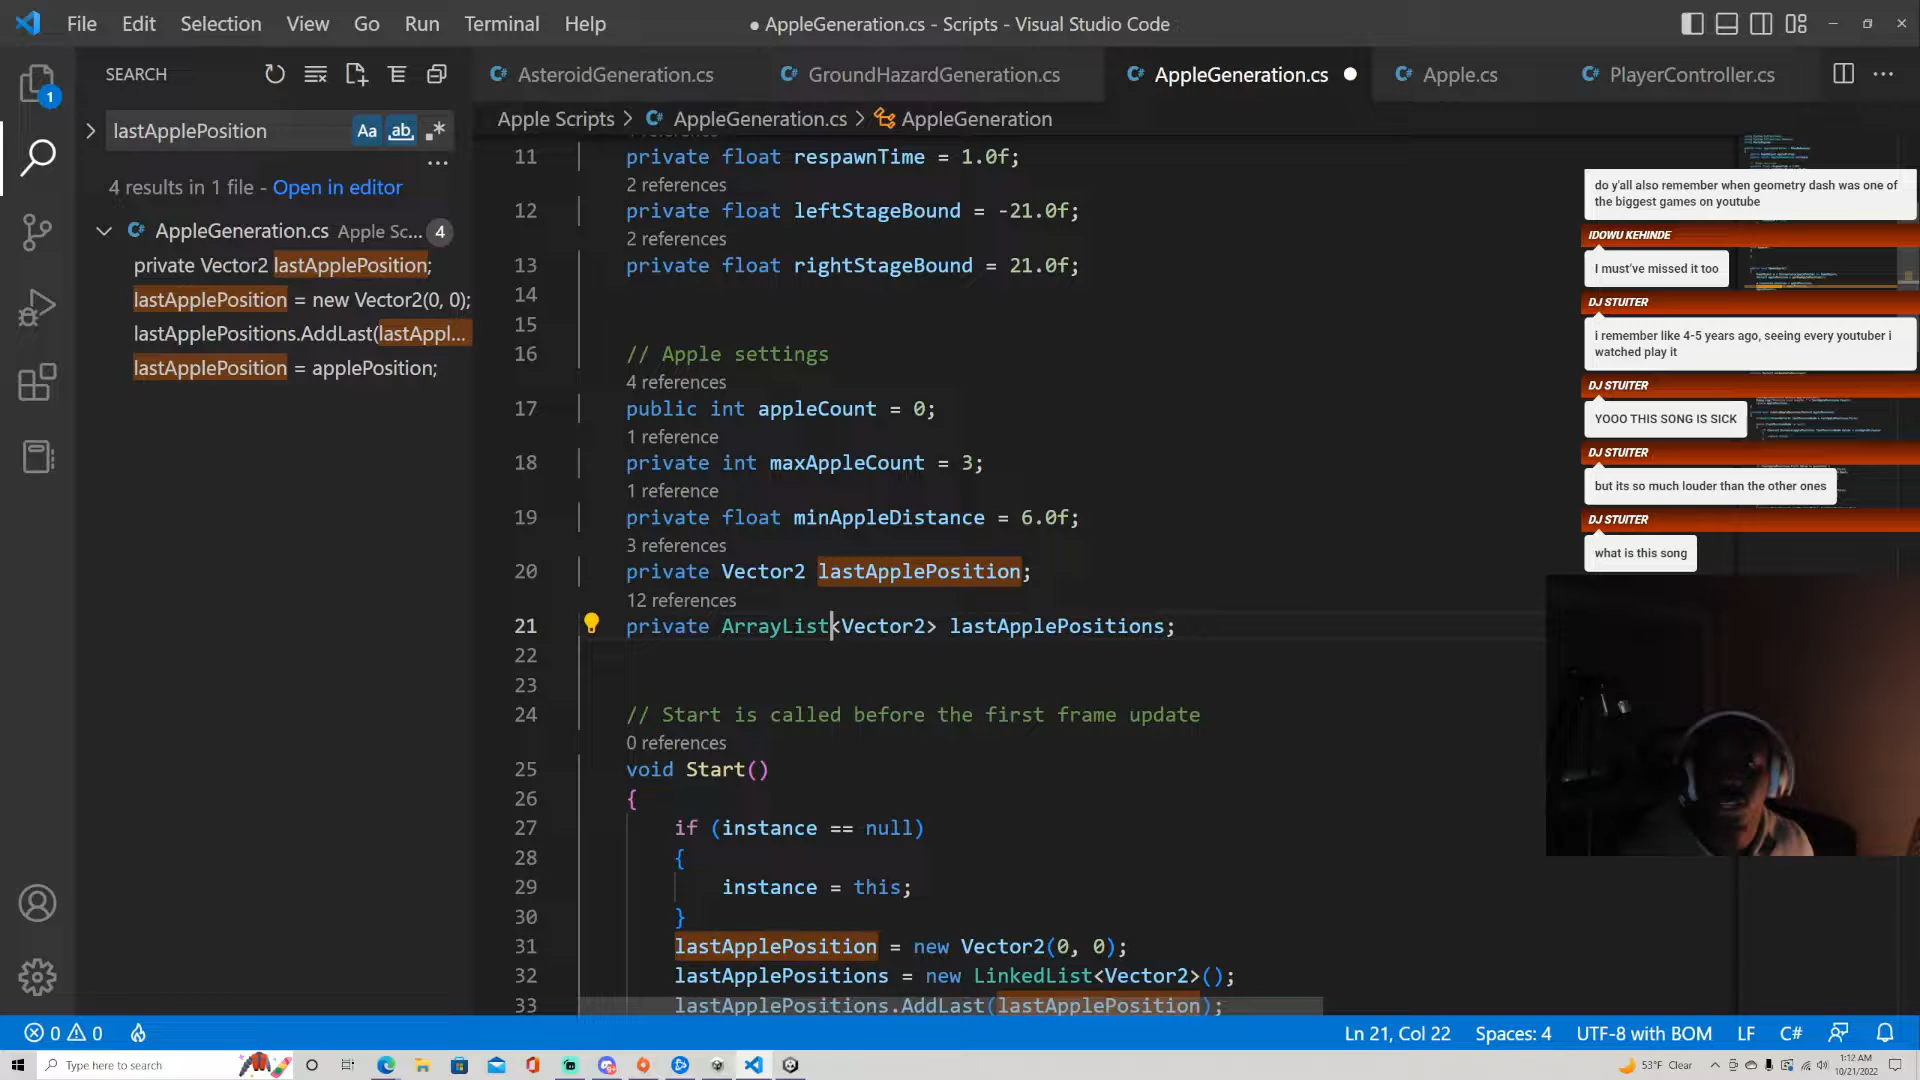 File Edit Selection View Go Run Terminal Help
● AppleGeneration.cs - Scripts - Visual Studio Code
SEARCH
lastApplePosition
Aa ab .*
4 results in 1 file - Open in editor
AppleGeneration.cs Apple Sc... 4
private Vector2 lastApplePosition;
lastApplePosition = new Vector2(0, 0);
lastApplePositions.AddLast(lastAppl...
lastApplePosition = applePosition;
1
AsteroidGeneration.cs GroundHazardGeneration.cs AppleGeneration.cs Apple.cs PlayerController.cs
Apple Scripts > AppleGeneration.cs > AppleGeneration
11 private float respawnTime = 1.0f;
2 references
12 private float leftStageBound = -21.0f;
2 references
13 private float rightStageBound = 21.0f;
14
15
16 // Apple settings
4 references
17 public int appleCount = 0;
1 reference
18 private int maxAppleCount = 3;
1 reference
19 private float minAppleDistance = 6.0f;
3 references
20 private Vector2 lastApplePosition;
12 references
21 private ArrayList<Vector2> lastApplePositions;
22
23
24 // Start is called before the first frame update
0 references
25 void Start()
26 {
27 if (instance == null)
28 {
29 instance = this;
30 }
31 lastApplePosition = new Vector2(0, 0);
32 lastApplePositions = new LinkedList<Vector2>();
33 lastApplePositions.AddLast(lastApplePosition);
do y'all also remember when geometry dash was one of
the biggest games on youtube
IDOWU KEHINDE
I must've missed it too
DJ STUITER
i remember like 4-5 years ago, seeing every youtuber i
watched play it
DJ STUITER
YOOO THIS SONG IS SICK
DJ STUITER
but its so much louder than the other ones
DJ STUITER
what is this song
0 0
Ln 21, Col 22 Spaces: 4 UTF-8 with BOM LF C#
Type here to search
53°F Clear
1:12 AM
10/21/2022